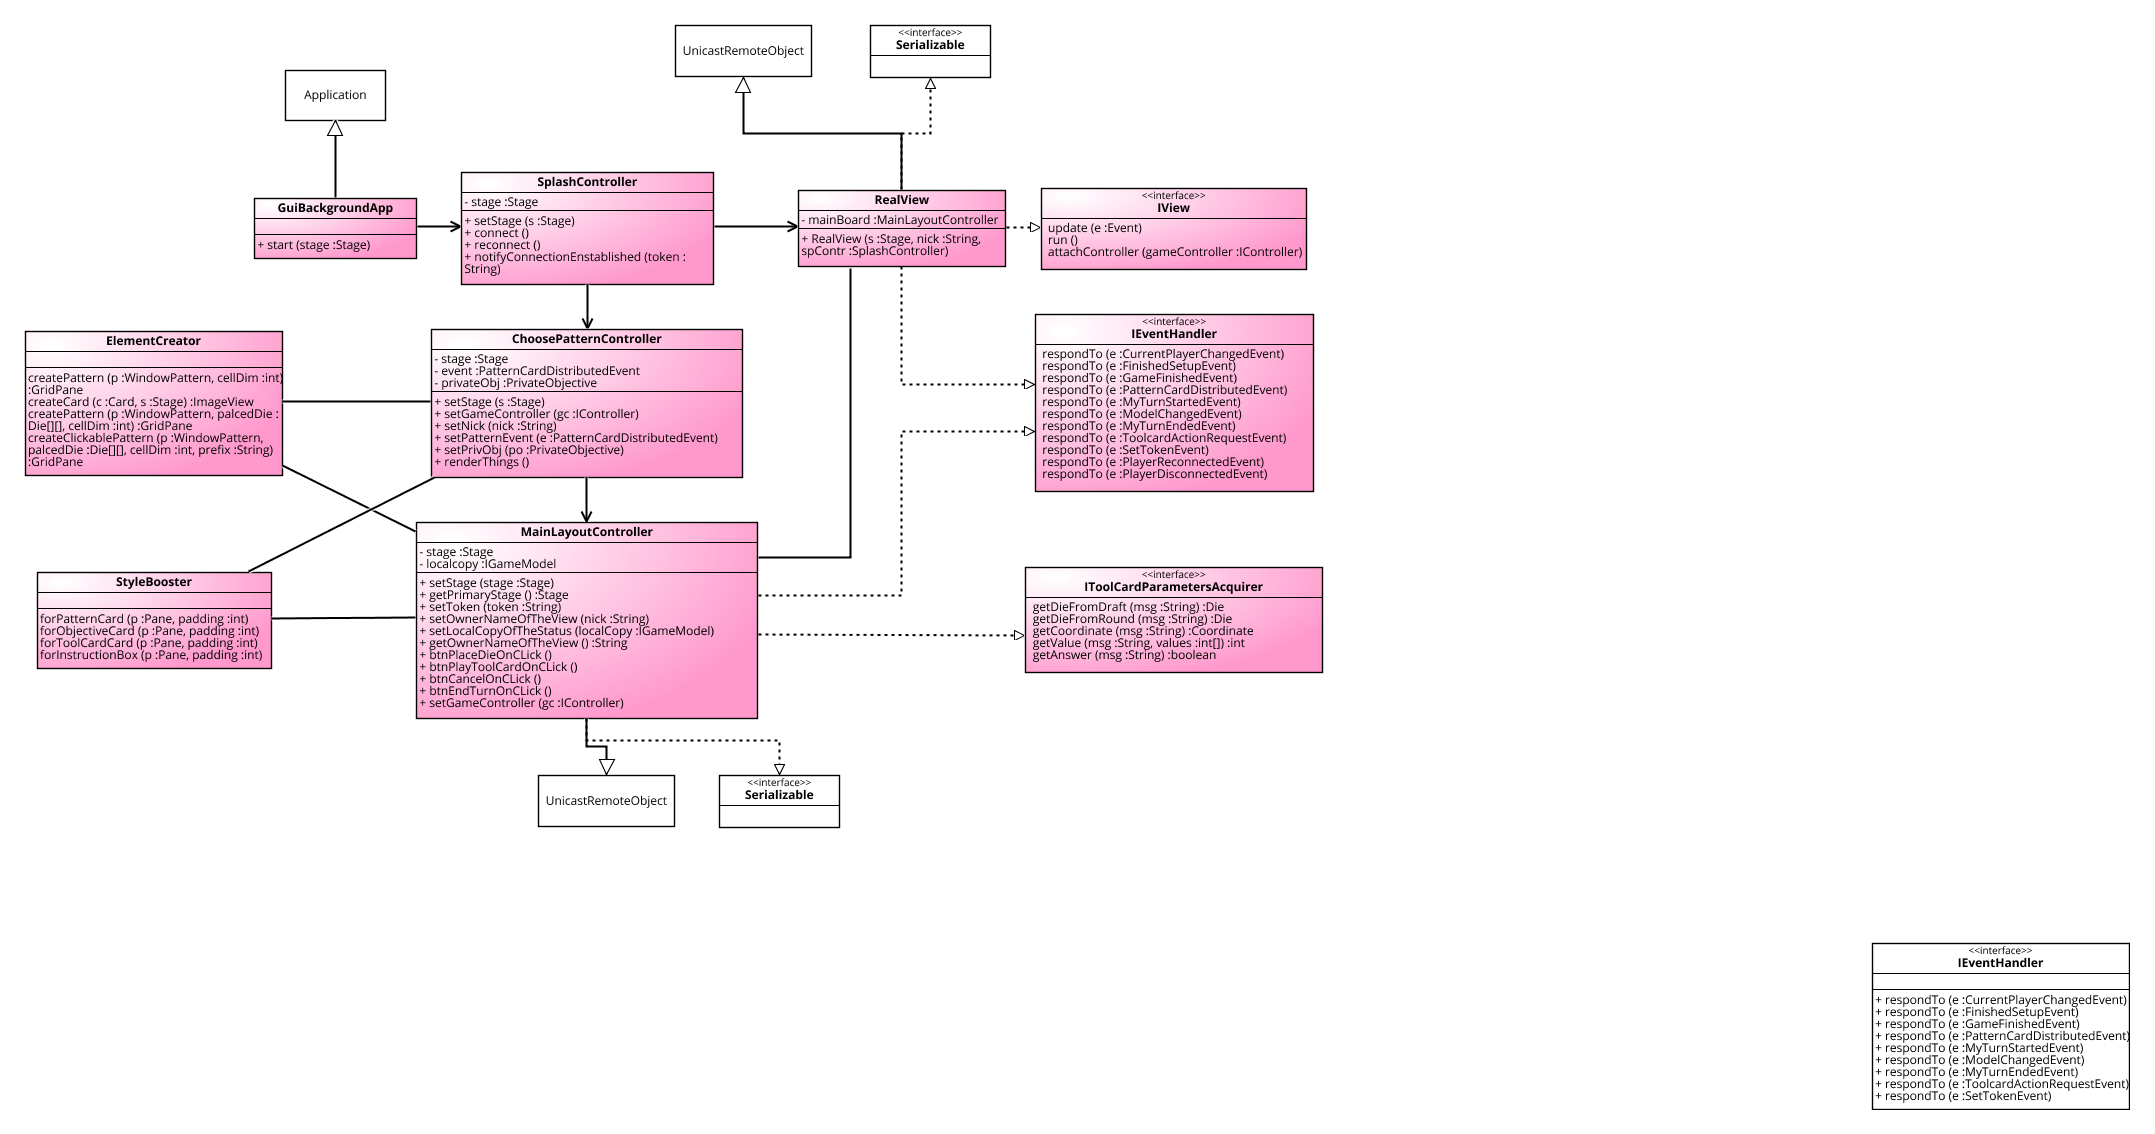 UnicastRemoteObject
<<interface>>
Serializable
Application
GuiBackgroundApp
+ start (stage :Stage)
SplashController
- stage :Stage
+ setStage (s :Stage)
+ connect ()
+ reconnect ()
+ notifyConnectionEnstablished (token :
String)
RealView
- mainBoard :MainLayoutController
+ RealView (s :Stage, nick :String,
spContr :SplashController)
<<interface>>
IView
update (e :Event)
run ()
attachController (gameController :IController)
ElementCreator
createPattern (p :WindowPattern, cellDim :int)
:GridPane
createCard (c :Card, s :Stage) :ImageView
createPattern (p :WindowPattern, palcedDie :
Die[][], cellDim :int) :GridPane
createClickablePattern (p :WindowPattern,
palcedDie :Die[][], cellDim :int, prefix :String)
:GridPane
ChoosePatternController
- stage :Stage
- event :PatternCardDistributedEvent
- privateObj :PrivateObjective
+ setStage (s :Stage)
+ setGameController (gc :IController)
+ setNick (nick :String)
+ setPatternEvent (e :PatternCardDistributedEvent)
+ setPrivObj (po :PrivateObjective)
+ renderThings ()
<<interface>>
IEventHandler
respondTo (e :CurrentPlayerChangedEvent)
respondTo (e :FinishedSetupEvent)
respondTo (e :GameFinishedEvent)
respondTo (e :PatternCardDistributedEvent)
respondTo (e :MyTurnStartedEvent)
respondTo (e :ModelChangedEvent)
respondTo (e :MyTurnEndedEvent)
respondTo (e :ToolcardActionRequestEvent)
respondTo (e :SetTokenEvent)
respondTo (e :PlayerReconnectedEvent)
respondTo (e :PlayerDisconnectedEvent)
StyleBooster
forPatternCard (p :Pane, padding :int)
forObjectiveCard (p :Pane, padding :int)
forToolCardCard (p :Pane, padding :int)
forInstructionBox (p :Pane, padding :int)
MainLayoutController
- stage :Stage
- localcopy :IGameModel
+ setStage (stage :Stage)
+ getPrimaryStage () :Stage
+ setToken (token :String)
+ setOwnerNameOfTheView (nick :String)
+ setLocalCopyOfTheStatus (localCopy :IGameModel)
+ getOwnerNameOfTheView () :String
+ btnPlaceDieOnCLick ()
+ btnPlayToolCardOnCLick ()
+ btnCancelOnCLick ()
+ btnEndTurnOnCLick ()
+ setGameController (gc :IController)
<<interface>>
IToolCardParametersAcquirer
getDieFromDraft (msg :String) :Die
getDieFromRound (msg :String) :Die
getCoordinate (msg :String) :Coordinate
getValue (msg :String, values :int[]) :int
getAnswer (msg :String) :boolean
UnicastRemoteObject
<<interface>>
Serializable
<<interface>>
IEventHandler
+ respondTo (e :CurrentPlayerChangedEvent)
+ respondTo (e :FinishedSetupEvent)
+ respondTo (e :GameFinishedEvent)
+ respondTo (e :PatternCardDistributedEvent)
+ respondTo (e :MyTurnStartedEvent)
+ respondTo (e :ModelChangedEvent)
+ respondTo (e :MyTurnEndedEvent)
+ respondTo (e :ToolcardActionRequestEvent)
+ respondTo (e :SetTokenEvent)